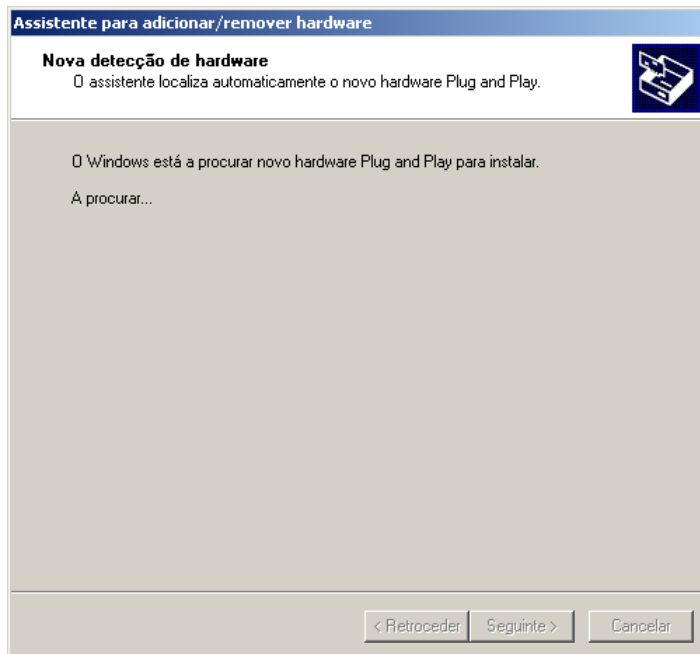 Assistente para adicionar/remover hardware
Nova detecção de hardware
O assistente localiza automaticamente o novo hardware Plug and Play.
O Windows está a procurar novo hardware Plug and Play para instalar.
A procurar...
< Retroceder
Seguinte >
Cancelar